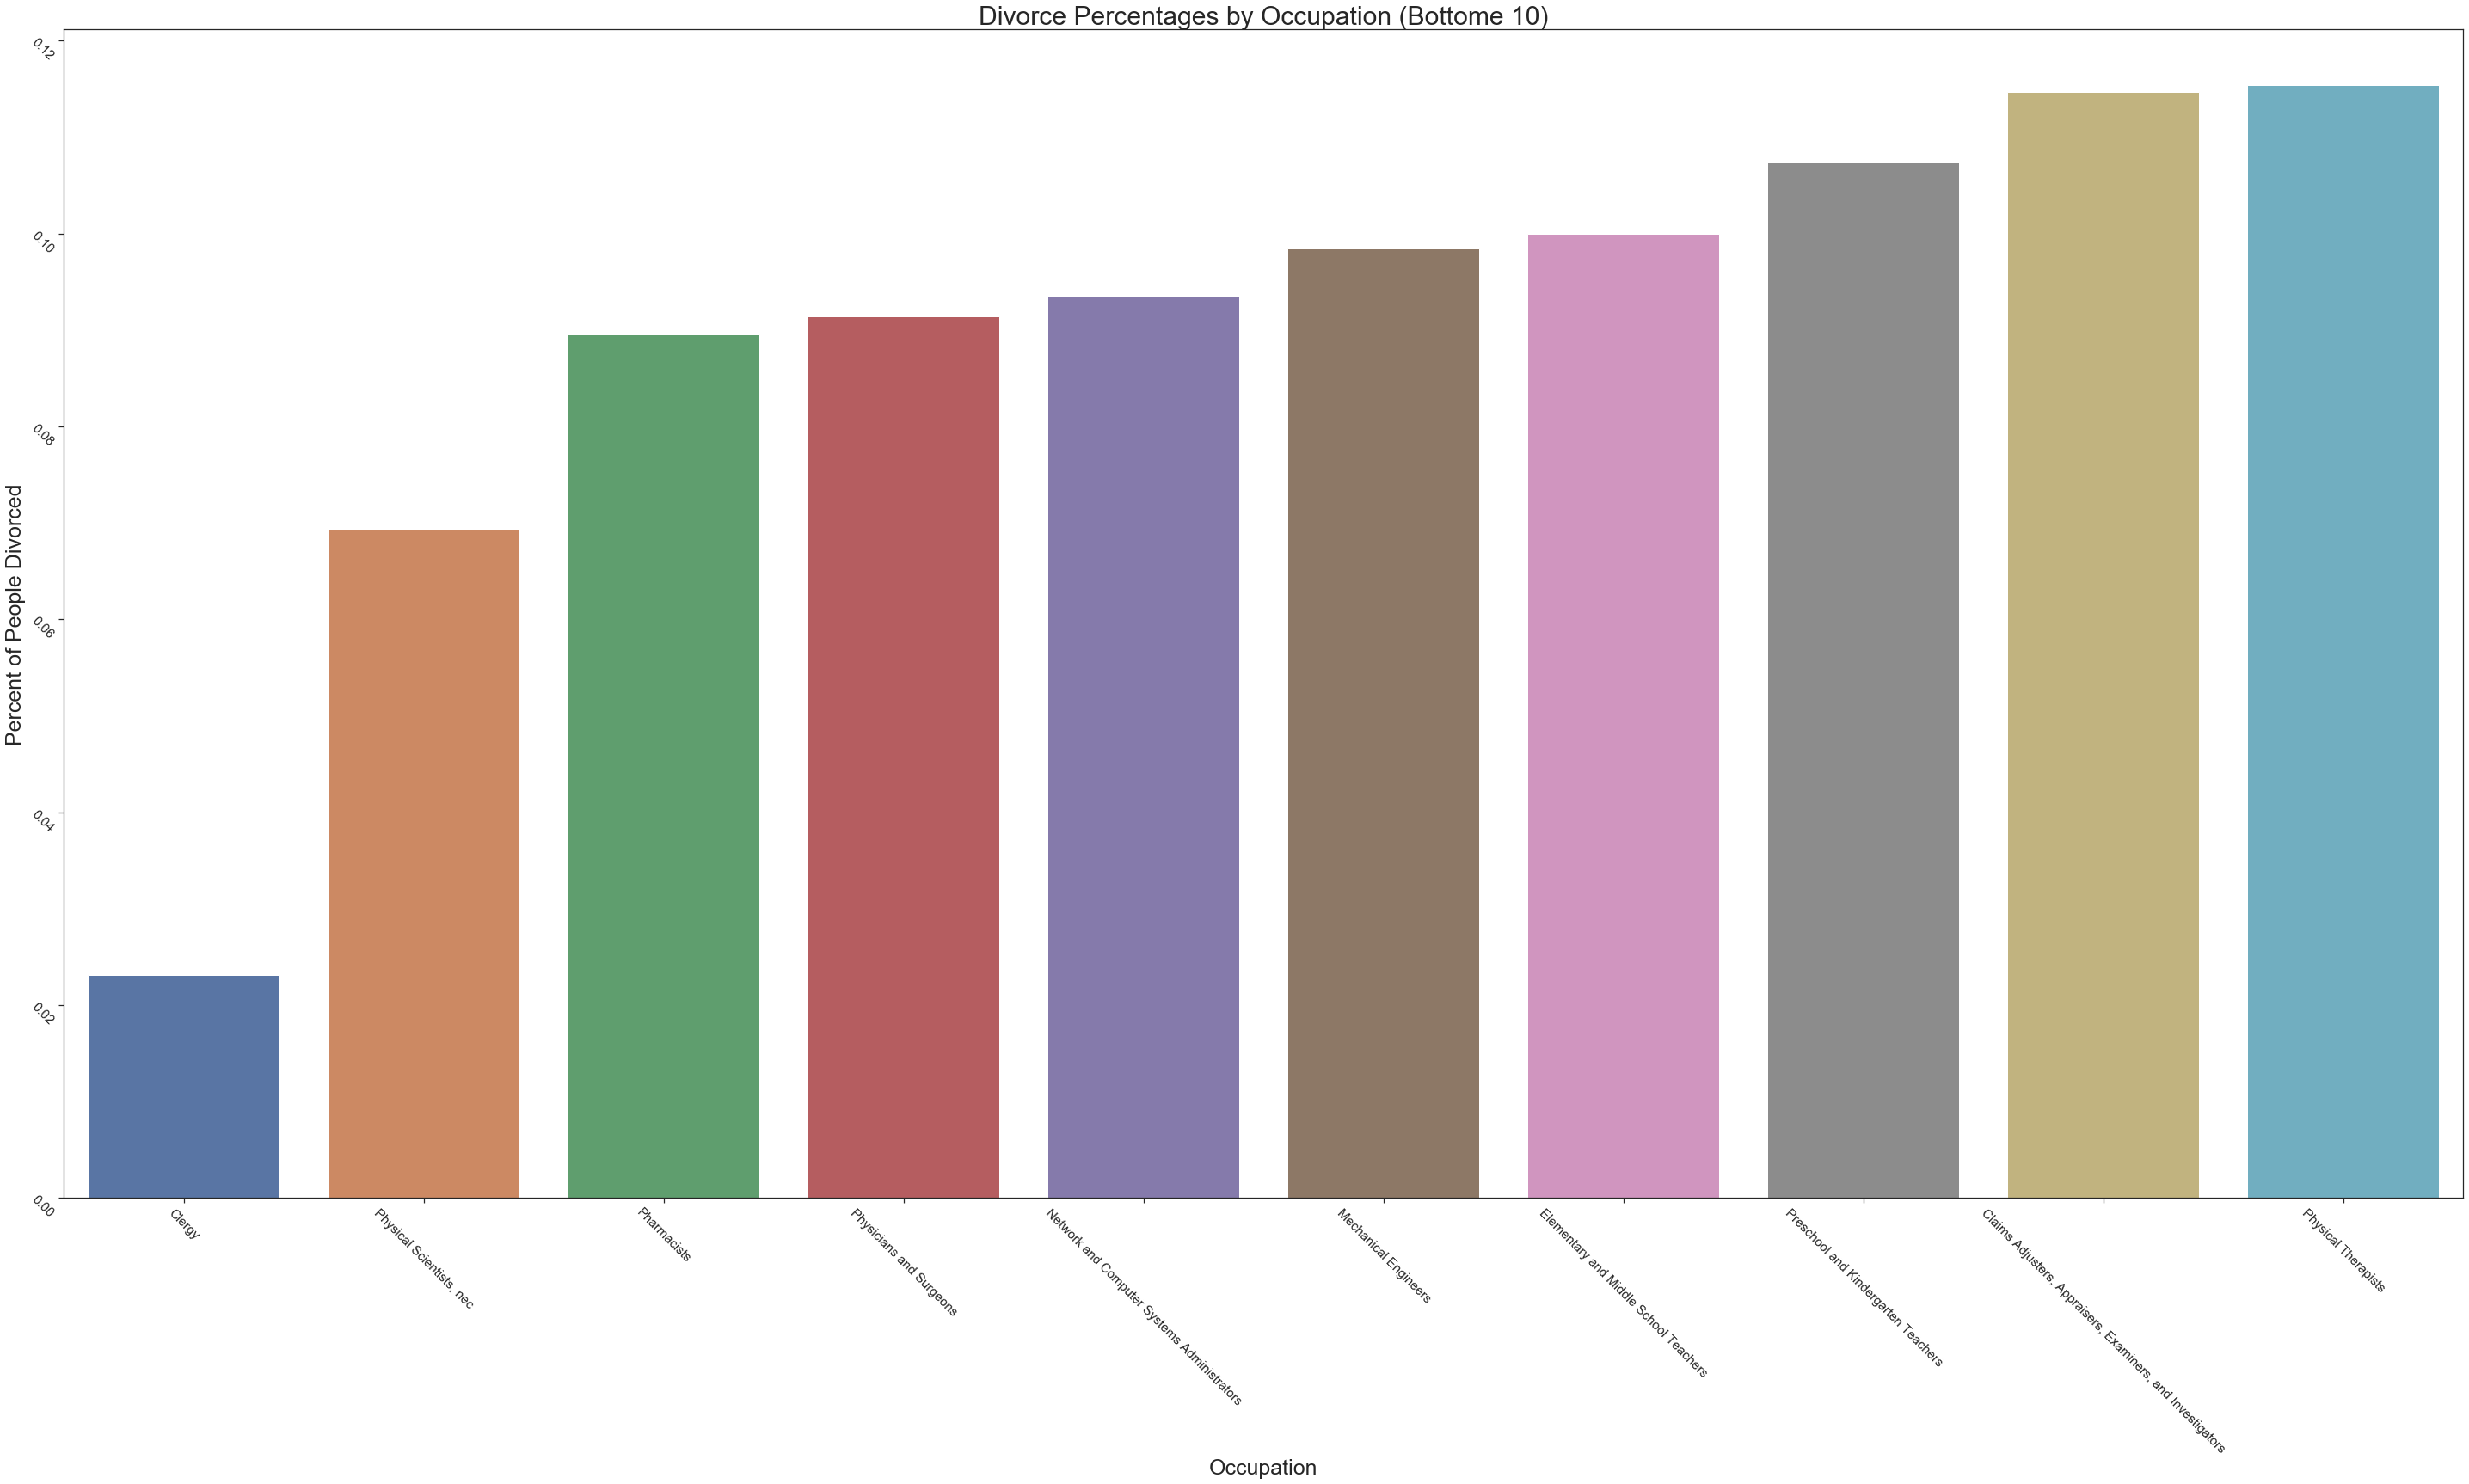 Divorce Percentages by Occupation (Bottome 10)
0.12
0.10
0.08
0.06
0.04
0.02
0.00
Percent of People Divorced
Clergy
Physical Scientists, nec
Pharmacists
Physicians and Surgeons
Network and Computer Systems Administrators
Mechanical Engineers
Elementary and Middle School Teachers
Preschool and Kindergarten Teachers
Claims Adjusters, Appraisers, Examiners, and Investigators
Physical Therapists
Occupation